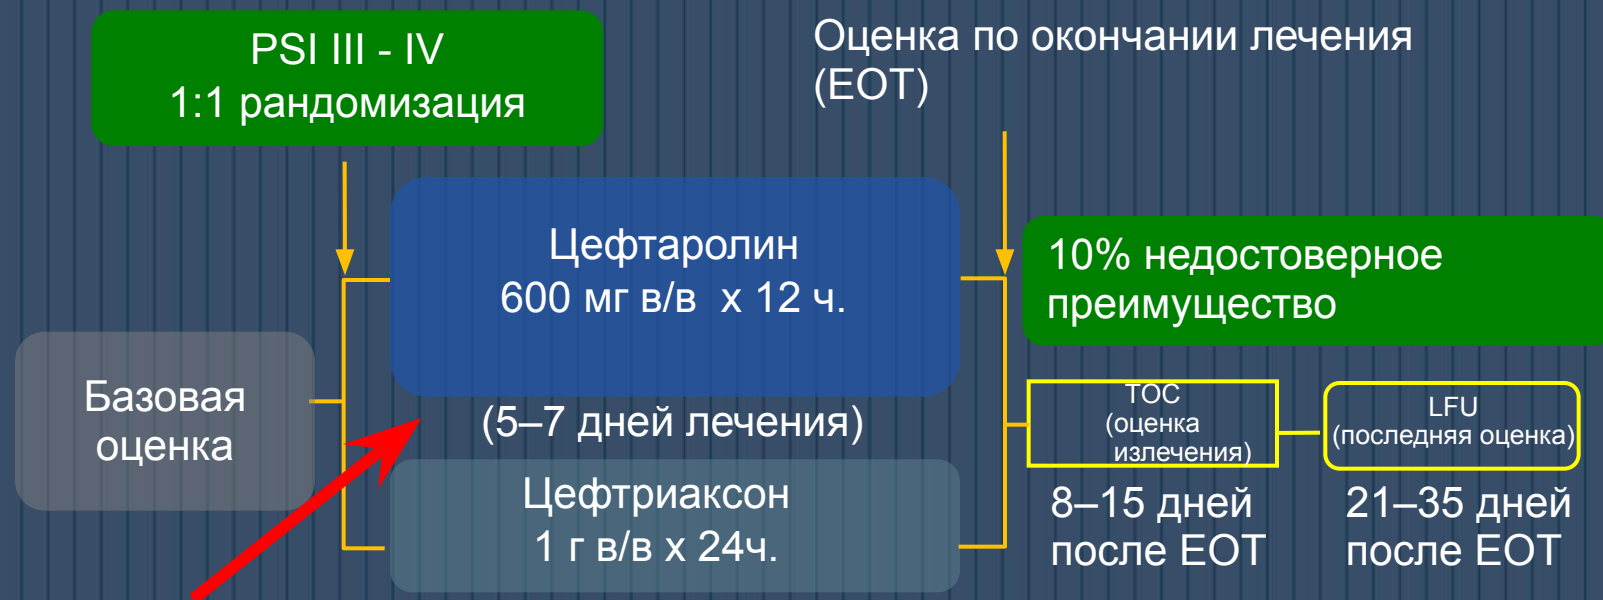 PSI III - IV
1:1 рандомизация
Оценка по окончании лечения
(EOT)
Цефтаролин
600 мг в/в х 12 ч.
10% недостоверное
преимущество
Базовая
оценка
(5–7 дней лечения)
TOC
(оценка
излечения)
LFU
(последняя оценка)
Цефтриаксон
1 г в/в х 24ч.
8–15 дней
после EOT
21–35 дней
после EOT